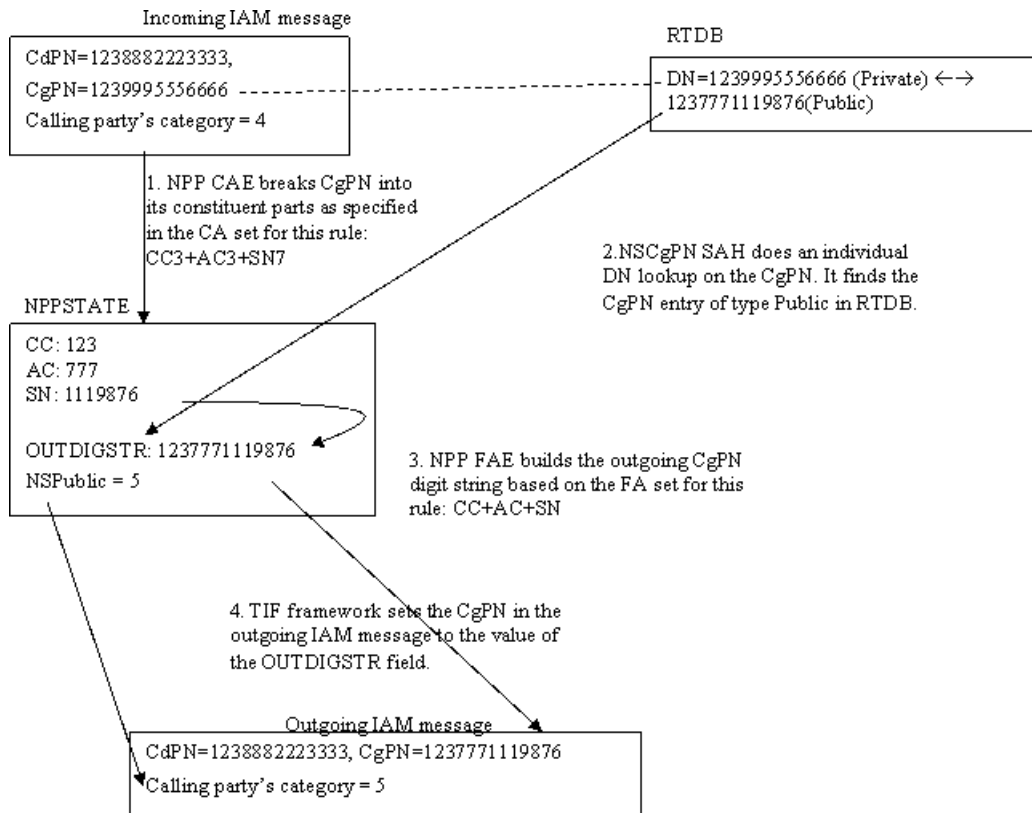 Incoming IAM message
CdPN=1238882223333,
CgPN=1239995556666
Calling party's category = 4
RTDB
DN=1239995556666 (Private) ←→
1237771119876(Public)
1. NPP CAE breaks CgPN into
its constituent parts as specified
in the CA set for this rule:
CC3+AC3+SN7
2.NSCgPN SAH does an individual
DN lookup on the CgPN. It finds the
CgPN entry of type Public in RTDB.
NPPSTATE
CC: 123
AC: 777
SN: 1119876
OUTDIGSTR: 1237771119876
NSPublic = 5
3. NPP FAE builds the outgoing CgPN
digit string based on the FA set for this
rule: CC+AC+SN
4. TIF framework sets the CgPN in the
outgoing IAM message to the value of
the OUTDIGSTR field.
Outgoing IAM message
CdPN=1238882223333, CgPN=1237771119876
Calling party's category = 5